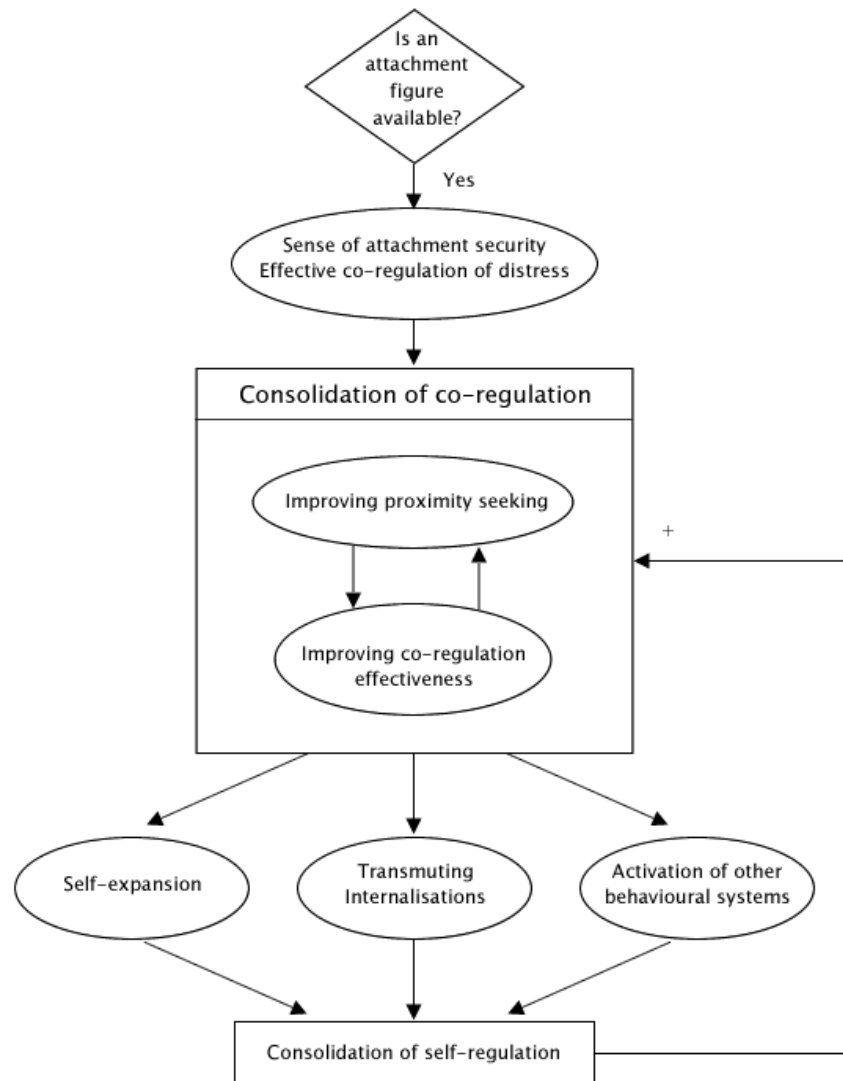 Is an
attachment
figure
available?
Yes
Sense of attachment security
Effective co-regulation of distress
Consolidation of co-regulation
Improving proximity seeking
+
Improving co-regulation
effectiveness
Self-expansion
Transmuting
Internalisations
Activation of other
behavioural systems
Consolidation of self-regulation